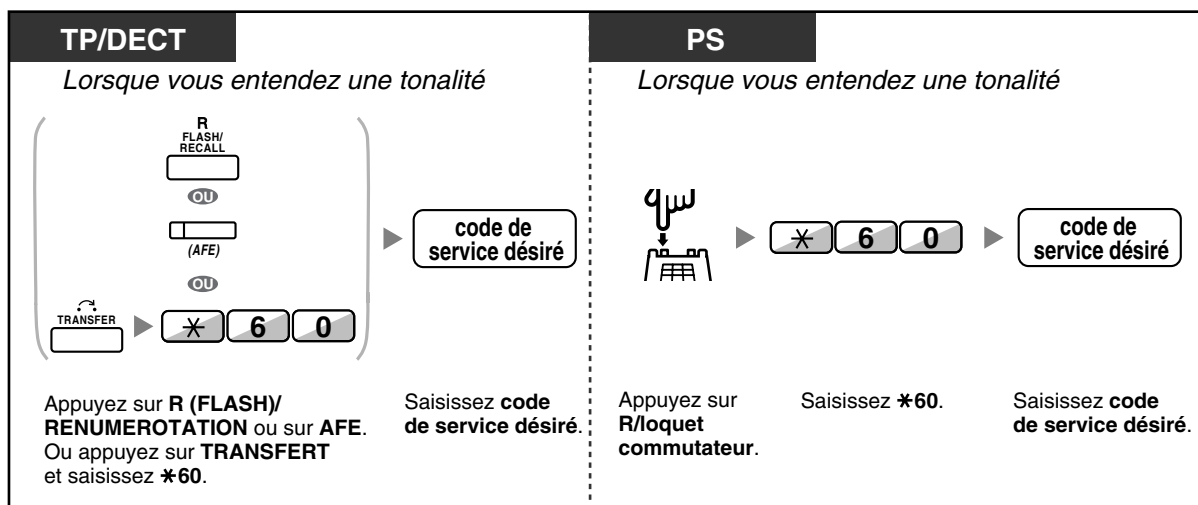 TP/DECT
Lorsque vous entendez une tonalité
R
FLASH/
RECALL
OU
(AFE)
OU
TRANSFER
* 6 0
code de
service désiré
Appuyez sur R (FLASH)/
RENUMEROTATION ou sur AFE.
Ou appuyez sur TRANSFERT
et saisissez *60.
Saisissez code
de service désiré.
PS
Lorsque vous entendez une tonalité
* 6 0
code de
service désiré
Appuyez sur
R/loquet
commutateur.
Saisissez *60.
Saisissez code
de service désiré.